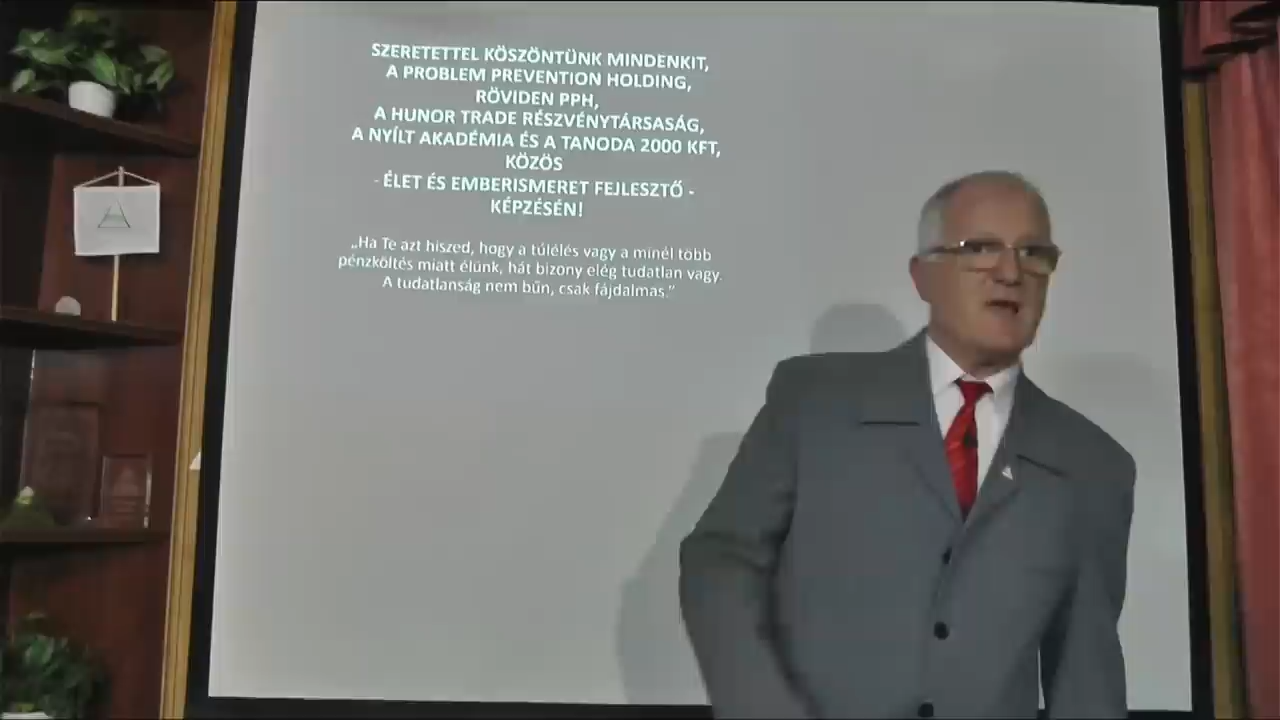 SZERETETTEL KÖSZÖNTÜNK MINDENKIT,
A PROBLEM PREVENTION HOLDING,
RÖVIDEN PPH,
A HUNOR TRADE RÉSZVÉNYTÁRSASÁG,
A NYÍLT AKADÉMIA ÉS A TANODA 2000 KFT,
KÖZÖS
- ÉLET ÉS EMBERISMERET FEJLESZTŐ -
KÉPZÉSÉN!
„Ha Te azt hiszed, hogy a túlélés vagy a minél több
pénzköltés miatt élünk, hát bizony elég tudatlan vagy.
A tudatlanság nem bűn, csak fájdalmas.”